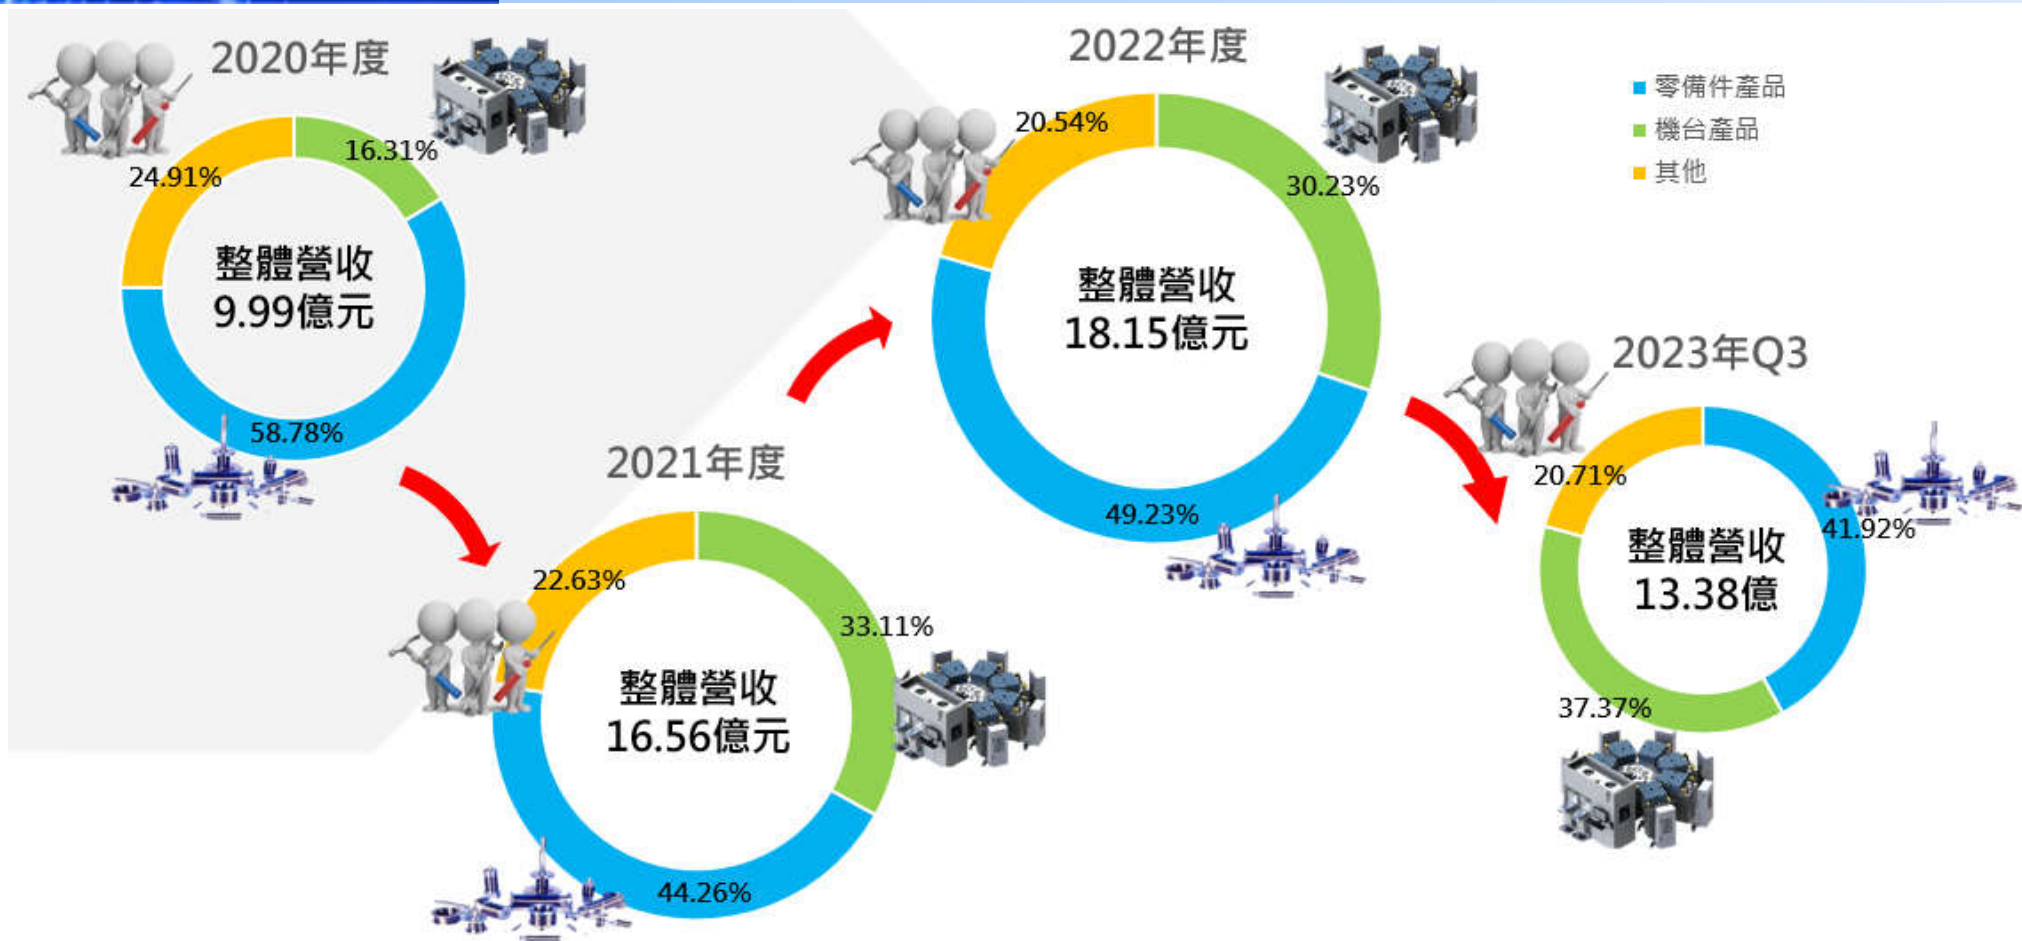 2020年度
16.31%
24.91%
整體營收
9.99億元
58.78%
2021年度
22.63%
33.11%
整體營收
16.56億元
44.26%
2022年度
20.54%
30.23%
整體營收
18.15億元
49.23%
零備件產品
機台產品
其他
2023年Q3
20.71%
41.92%
整體營收
13.38億
37.37%